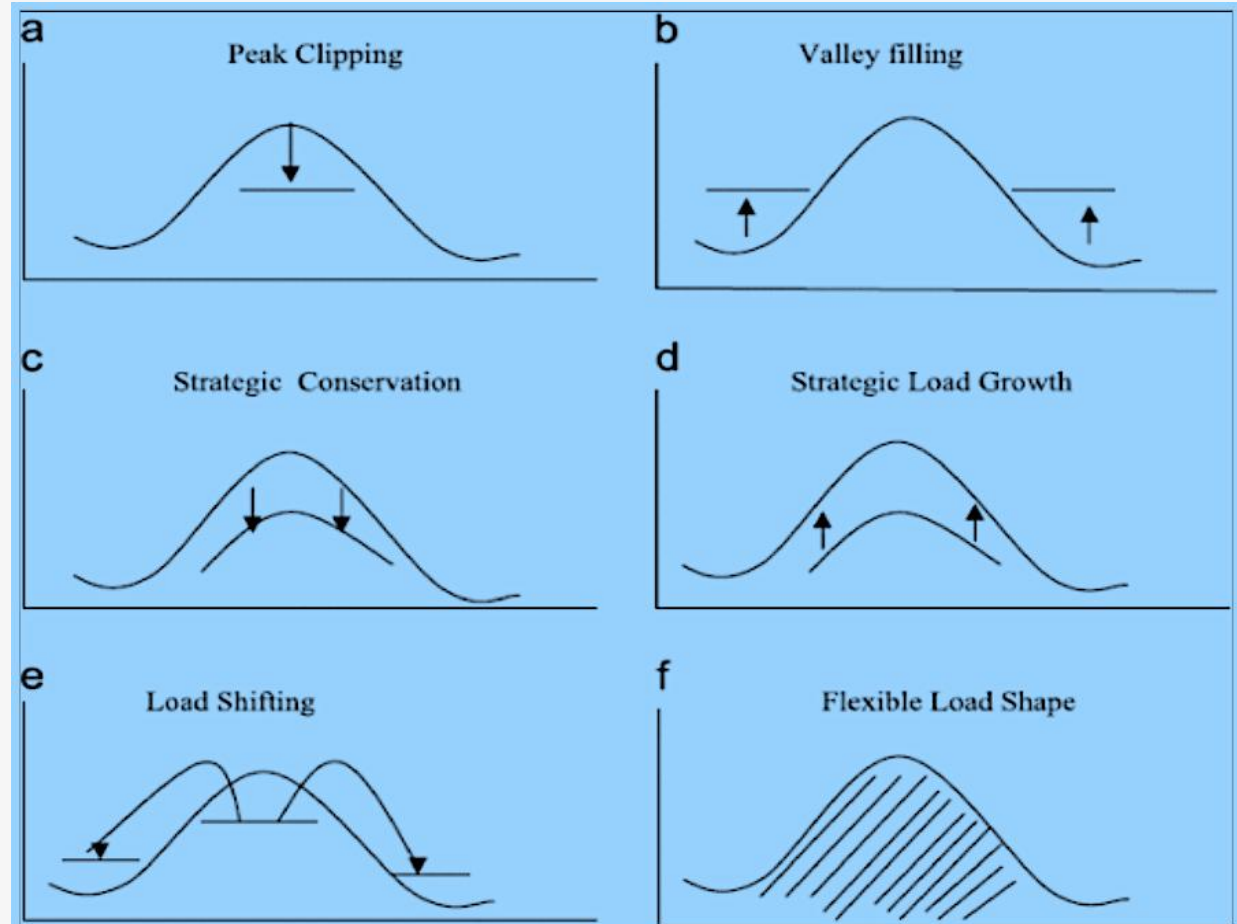 a
Peak Clipping
b
Valley filling
c
Strategic Conservation
d
Strategic Load Growth
e
Load Shifting
f
Flexible Load Shape